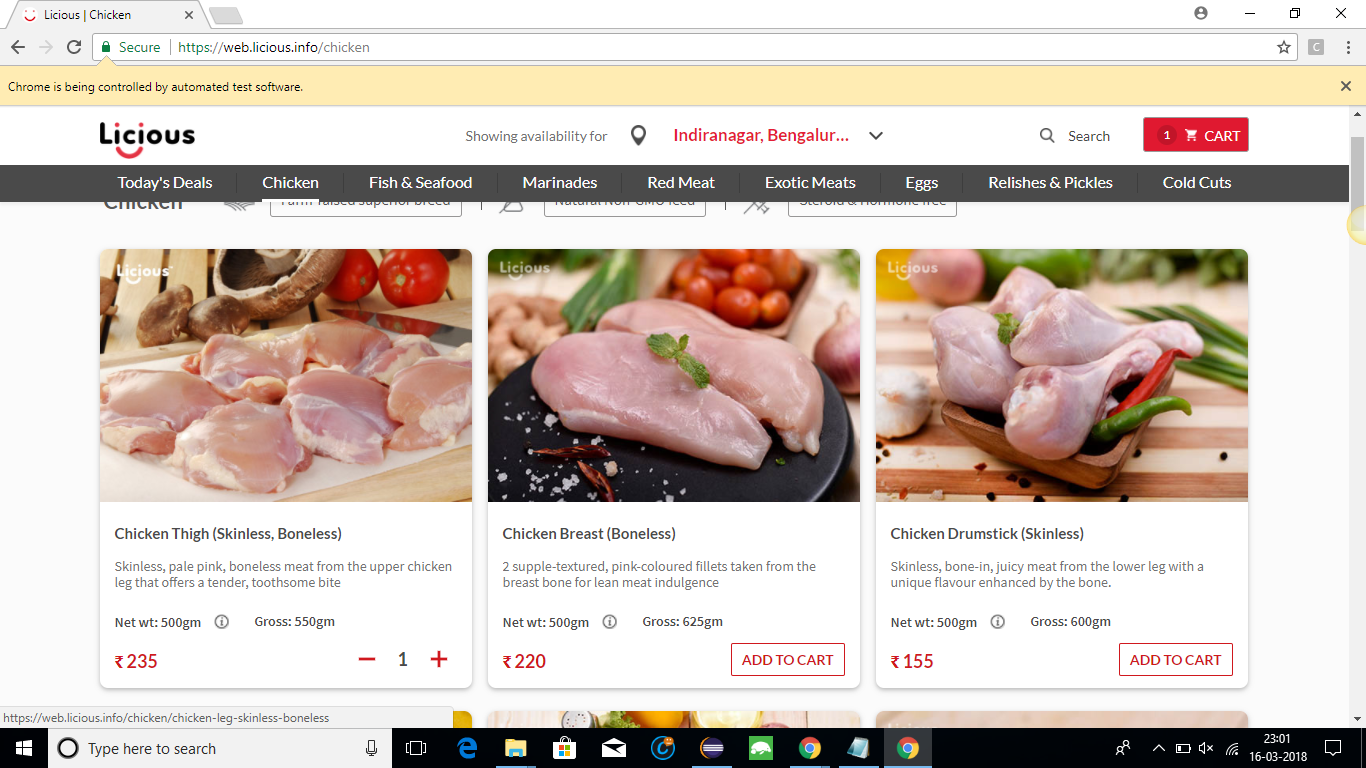 Licious | Chicken
Secure https://web.licious.info/chicken
C
Chrome is being controlled by automated test software.
Licious
Showing availability for
Indiranagar, Bengalur...
Search
1 CART
Today's Deals
Chicken
Fish & Seafood
Marinades
Red Meat
Exotic Meats
Eggs
Relishes & Pickles
Cold Cuts
Chicken
Farm-raised superior breed
Natural Non-GMO feed
Steroid & Hormone free
Licious
Licious
Licious
Chicken Thigh (Skinless, Boneless)
Skinless, pale pink, boneless meat from the upper chicken
leg that offers a tender, toothsome bite
Net wt: 500gm Gross: 550gm
₹ 235
1
Chicken Breast (Boneless)
2 supple-textured, pink-coloured fillets taken from the
breast bone for lean meat indulgence
Net wt: 500gm Gross: 625gm
₹ 220
ADD TO CART
Chicken Drumstick (Skinless)
Skinless, bone-in, juicy meat from the lower leg with a
unique flavour enhanced by the bone.
Net wt: 500gm Gross: 600gm
₹ 155
ADD TO CART
https://web.licious.info/chicken/chicken-leg-skinless-boneless
Type here to search
23:01
16-03-2018